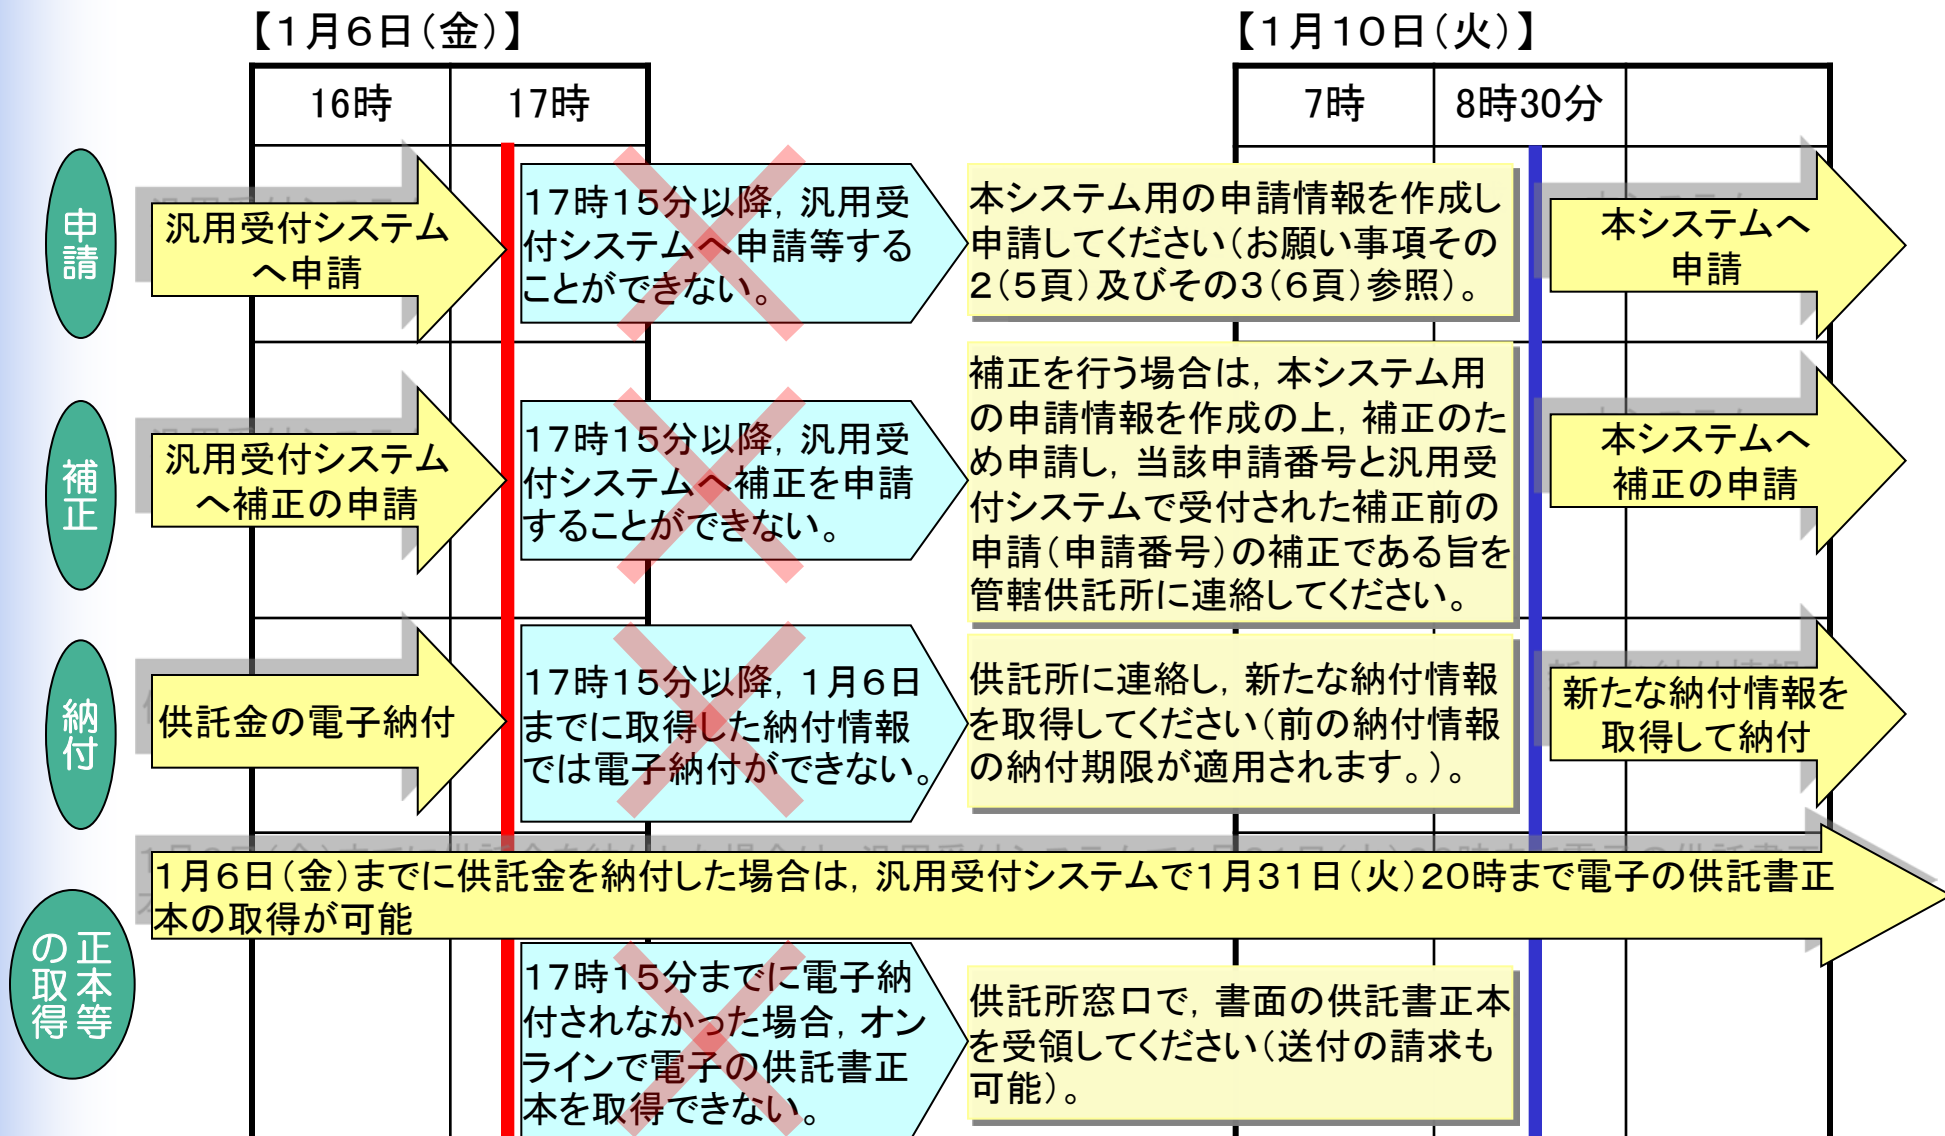 【１月６日（金）】
【１月１０日（火）】
16時
17時
7時
8時30分
申請
汎用受付システム
へ申請
１７時１５分以降，汎用受
付システムへ申請等する
ことができない。
本システム用の申請情報を作成し
申請してください（お願い事項その
２（５頁）及びその３（６頁）参照）。
本システムへ
申請
補正
汎用受付システム
へ補正の申請
１７時１５分以降，汎用受
付システムへ補正を申請
することができない。
補正を行う場合は，本システム用
の申請情報を作成の上，補正のた
め申請し，当該申請番号と汎用受
付システムで受付された補正前の
申請（申請番号）の補正である旨を
管轄供託所に連絡してください。
本システムへ
補正の申請
納付
供託金の電子納付
１７時１５分以降，１月６日
までに取得した納付情報
では電子納付ができない。
供託所に連絡し，新たな納付情報
を取得してください（前の納付情報
の納付期限が適用されます。）。
新たな納付情報を
取得して納付
正本等
の取得
１月６日（金）までに供託金を納付した場合は，汎用受付システムで１月３１日（火）２０時まで電子の供託書正
本の取得が可能
１７時１５分までに電子納
付されなかった場合，オン
ラインで電子の供託書正
本を取得できない。
供託所窓口で，書面の供託書正本
を受領してください（送付の請求も
可能）。